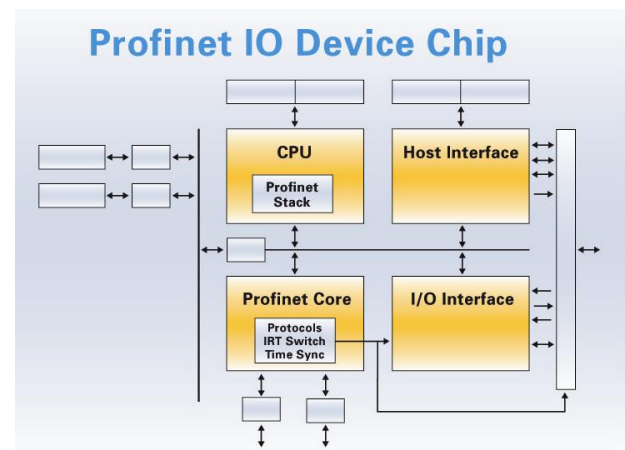 Profinet IO Device Chip
CPU
Host Interface
Profinet
Stack
Profinet Core
I/O Interface
Protocols
IRT Switch
Time Sync